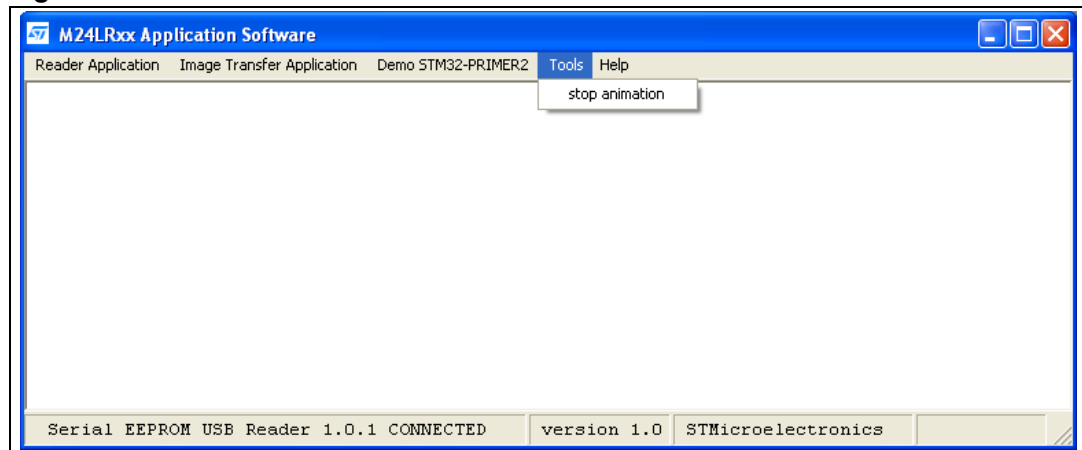 M24LRxx Application Software
Reader Application Image Transfer Application Demo STM32-PRIMER2 Tools Help
stop animation
Serial EEPROM USB Reader 1.0.1 CONNECTED version 1.0 STMicroelectronics